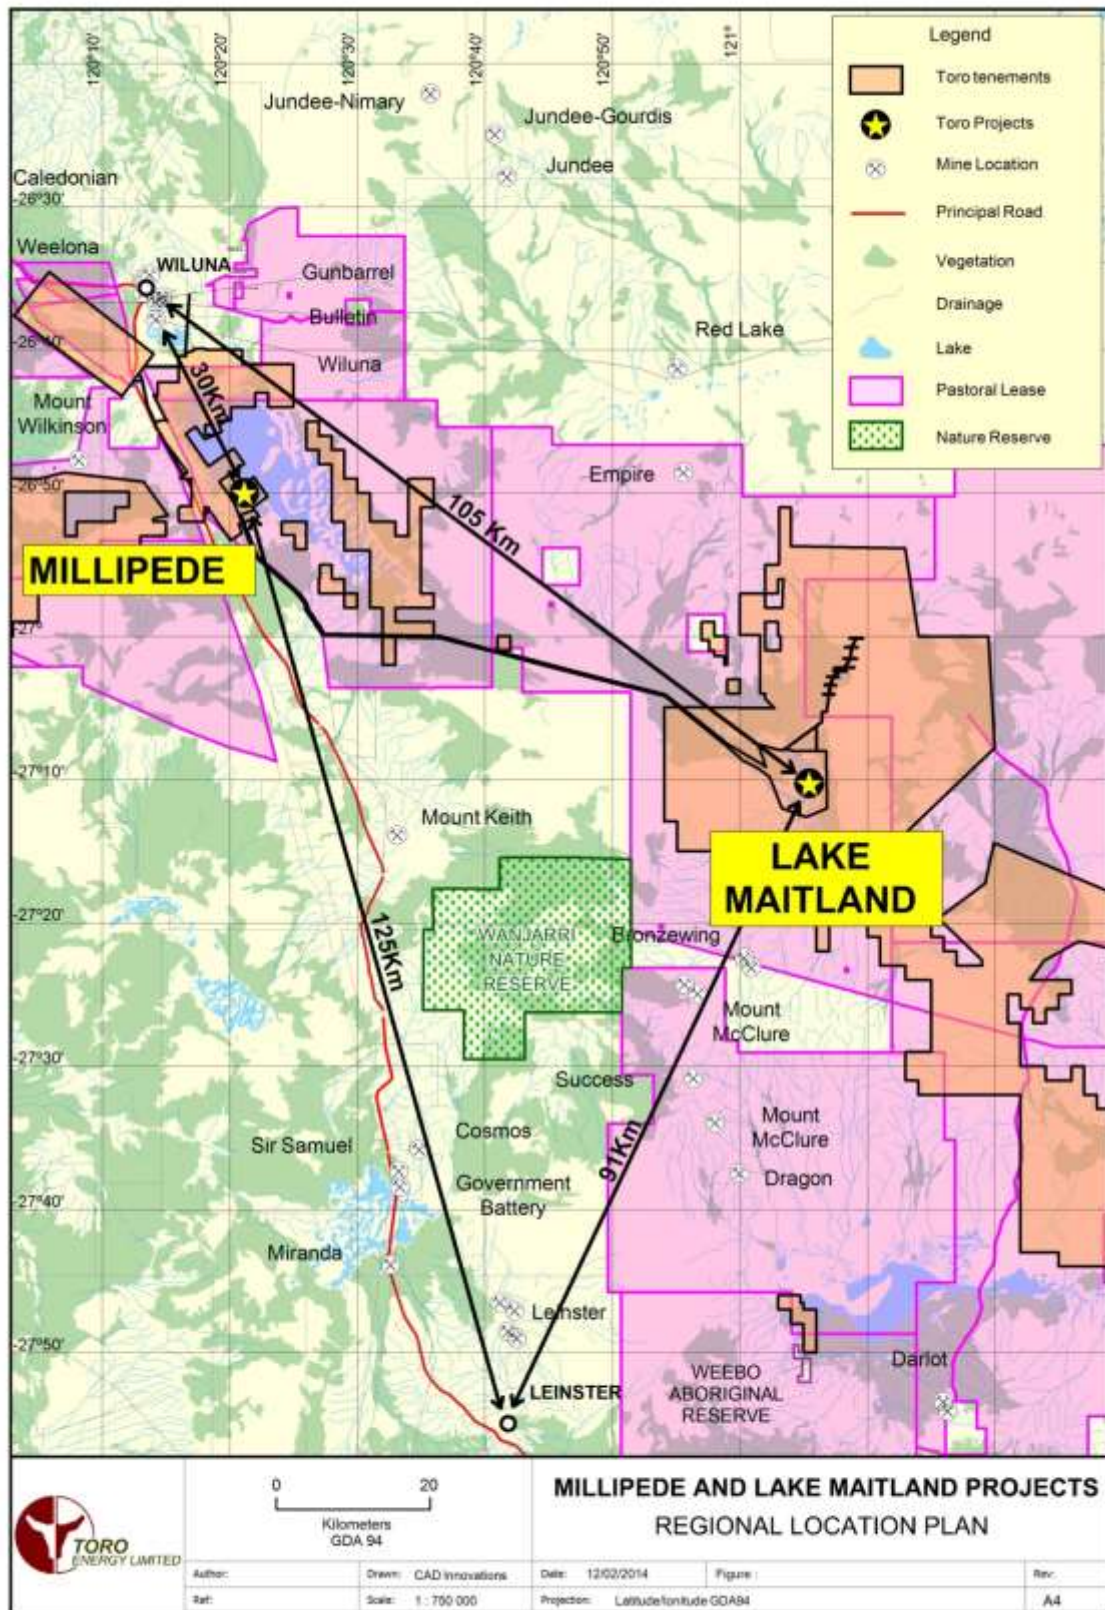 120°10'
120°20'
120°30'
120°40'
120°50'
121°
Legend
Toro tenements
Toro Projects
Mine Location
Principal Road
Vegetation
Drainage
Lake
Pastoral Lease
Nature Reserve
Jundee-Nimary
Jundee-Gourdis
Jundee
Caledonian
-26°30'
Weelona
WILUNA
Gunbarrel
Bulletin
Wiluna
Red Lake
-26°40'
30Km
Mount
Wilkinson
Empire
-26°50'
105 Km
MILLIPEDE
-27°
-27°10'
Mount Keith
LAKE
MAITLAND
-27°20'
125Km
WANJARRI
NATURE
RESERVE
Bronzewing
Mount
McClure
-27°30'
Success
Mount
McClure
Cosmos
Sir Samuel
91Km
Dragon
Government
Battery
-27°40'
Miranda
Leinster
-27°50'
Darlot
WEEBO
ABORIGINAL
RESERVE
LEINSTER
TORO
ENERGY LIMITED
0 20
Kilometers
GDA 94
MILLIPEDE AND LAKE MAITLAND PROJECTS
REGIONAL LOCATION PLAN
Author:
Drawn: CAD Innovations
Date: 12/02/2014
Figure :
Rev:
Ref:
Scale: 1 : 750 000
Projection: Latitude/lonitude GDA94
A4